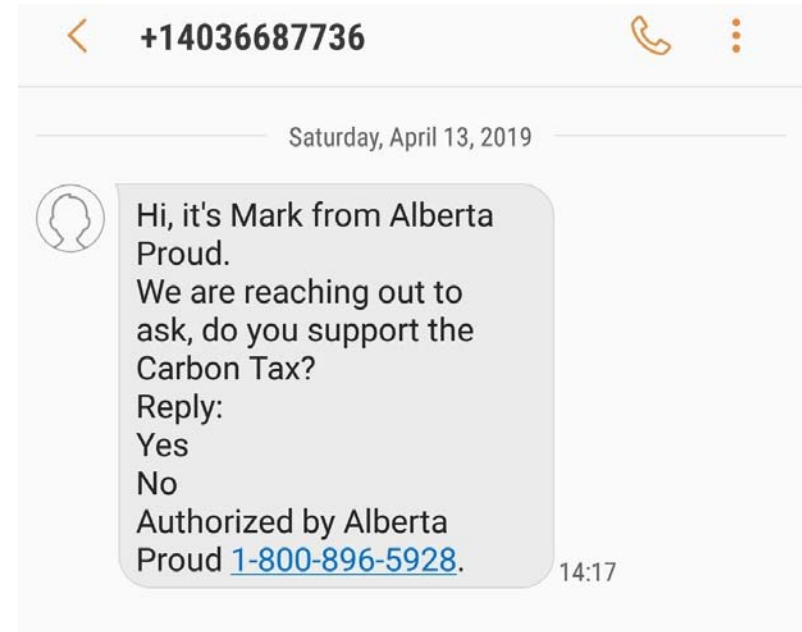 +14036687736
Saturday, April 13, 2019
Hi, it's Mark from Alberta
Proud.
We are reaching out to
ask, do you support the
Carbon Tax?
Reply:
Yes
No
Authorized by Alberta
Proud 1-800-896-5928.
14:17